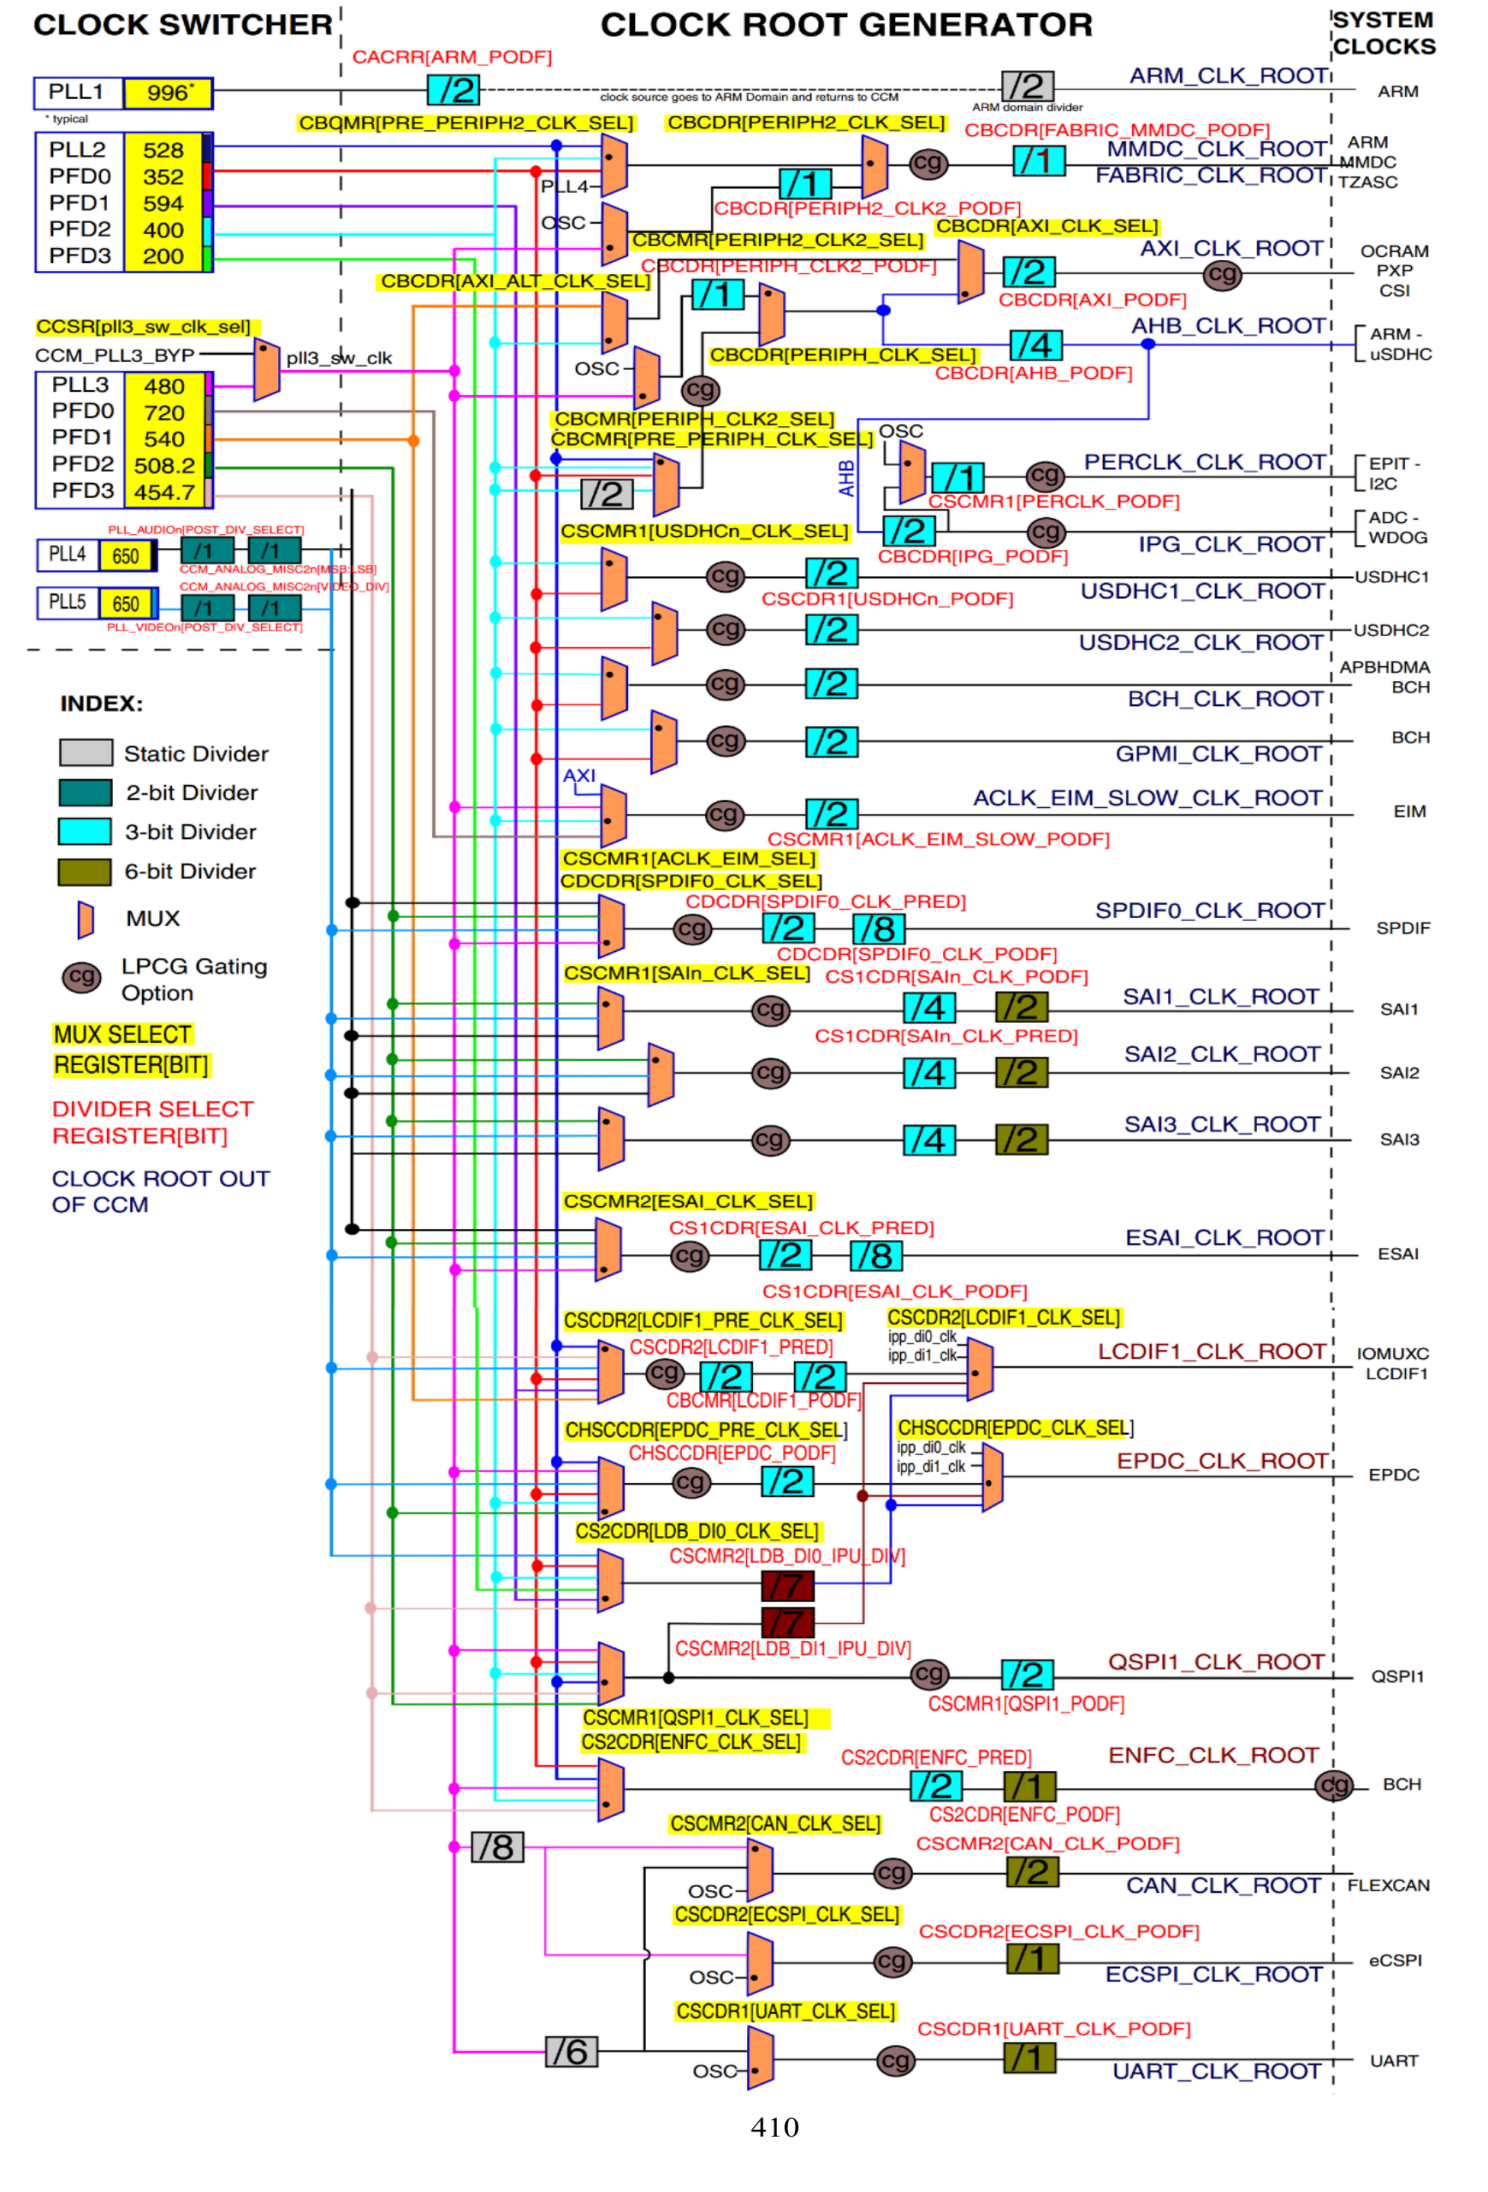 CLOCK SWITCHER
CLOCK ROOT GENERATOR
SYSTEM
CLOCKS
CACRR[ARM_PODF]
PLL1 996*
/2
clock source goes to ARM Domain and returns to CCM
/2
ARM domain divider
ARM_CLK_ROOT
ARM
* typical
PLL2 528
PFD0 352
PFD1 594
PFD2 400
PFD3 200
CBCMR[PRE_PERIPH2_CLK_SEL]
CBCDR[PERIPH2_CLK_SEL]
CBCDR[FABRIC_MMDC_PODF]
PLL4
/1
cg
/1
MMDC_CLK_ROOT
FABRIC_CLK_ROOT
ARM
MMDC
TZASC
CBCDR[PERIPH2_CLK2_PODF]
OSC
CBCMR[PERIPH2_CLK2_SEL]
CBCDR[AXI_CLK_SEL]
CBCDR[PERIPH_CLK2_PODF]
CBCDR[AXI_ALT_CLK_SEL]
/1
/2
cg
AXI_CLK_ROOT
CBCDR[AXI_PODF]
OCRAM
PXP
CSI
CCSR[pll3_sw_clk_sel]
CCM_PLL3_BYP
pll3_sw_clk
PLL3 480
PFD0 720
PFD1 540
PFD2 508.2
PFD3 454.7
OSC
cg
CBCDR[PERIPH_CLK_SEL]
/4
CBCDR[AHB_PODF]
AHB_CLK_ROOT
ARM -
uSDHC
CBCMR[PERIPH_CLK2_SEL]
CBCMR[PRE_PERIPH_CLK_SEL]
/2
AHB
OSC
/1
cg
PERCLK_CLK_ROOT
CSCMR1[PERCLK_PODF]
EPIT -
I2C
/2
cg
CBCDR[IPG_PODF]
IPG_CLK_ROOT
ADC -
WDOG
PLL_AUDIOn[POST_DIV_SELECT]
PLL4 650 /1 /1
CCM_ANALOG_MISC2n[MSB:LSB]
CCM_ANALOG_MISC2n[VIDEO_DIV]
PLL5 650 /1 /1
PLL_VIDEOn[POST_DIV_SELECT]
CSCMR1[USDHCn_CLK_SEL]
cg /2
CSCDR1[USDHCn_PODF]
USDHC1_CLK_ROOT
USDHC1
cg /2
USDHC2_CLK_ROOT
USDHC2
cg /2
BCH_CLK_ROOT
APBHDMA
BCH
cg /2
GPMI_CLK_ROOT
BCH
AXI
cg /2
ACLK_EIM_SLOW_CLK_ROOT
EIM
CSCMR1[ACLK_EIM_SLOW_PODF]
CSCMR1[ACLK_EIM_SEL]
INDEX:
Static Divider
2-bit Divider
3-bit Divider
6-bit Divider
MUX
cg
LPCG Gating
Option
MUX SELECT
REGISTER[BIT]
DIVIDER SELECT
REGISTER[BIT]
CLOCK ROOT OUT
OF CCM
CDCDR[SPDIF0_CLK_SEL]
CDCDR[SPDIF0_CLK_PRED]
cg /2 /8
SPDIF0_CLK_ROOT
SPDIF
CDCDR[SPDIF0_CLK_PODF]
CSCMR1[SAIn_CLK_SEL]
CS1CDR[SAIn_CLK_PODF]
cg /4 /2
SAI1_CLK_ROOT
SAI1
CS1CDR[SAIn_CLK_PRED]
cg /4 /2
SAI2_CLK_ROOT
SAI2
cg /4 /2
SAI3_CLK_ROOT
SAI3
CSCMR2[ESAI_CLK_SEL]
CS1CDR[ESAI_CLK_PRED]
cg /2 /8
ESAI_CLK_ROOT
ESAI
CS1CDR[ESAI_CLK_PODF]
CSCDR2[LCDIF1_PRE_CLK_SEL]
CSCDR2[LCDIF1_CLK_SEL]
CSCDR2[LCDIF1_PRED]
ipp_di0_clk
ipp_di1_clk
cg /2 /2
LCDIF1_CLK_ROOT
IOMUXC
LCDIF1
CBCMR[LCDIF1_PODF]
CHSCCDR[EPDC_PRE_CLK_SEL]
CHSCCDR[EPDC_CLK_SEL]
CHSCCDR[EPDC_PODF]
ipp_di0_clk
ipp_di1_clk
cg /2
EPDC_CLK_ROOT
EPDC
CS2CDR[LDB_DI0_CLK_SEL]
CSCMR2[LDB_DI0_IPU_DIV]
/7
/7
CSCMR2[LDB_DI1_IPU_DIV]
cg /2
QSPI1_CLK_ROOT
QSPI1
CSCMR1[QSPI1_PODF]
CSCMR1[QSPI1_CLK_SEL]
CS2CDR[ENFC_CLK_SEL]
CS2CDR[ENFC_PRED]
ENFC_CLK_ROOT
/2 /1
cg
BCH
CS2CDR[ENFC_PODF]
CSCMR2[CAN_CLK_SEL]
CSCMR2[CAN_CLK_PODF]
/8
OSC
cg /2
CAN_CLK_ROOT
FLEXCAN
CSCDR2[ECSPI_CLK_SEL]
CSCDR2[ECSPI_CLK_PODF]
OSC
cg /1
ECSPI_CLK_ROOT
eCSPI
CSCDR1[UART_CLK_SEL]
CSCDR1[UART_CLK_PODF]
/6
OSC
cg /1
UART_CLK_ROOT
UART
410